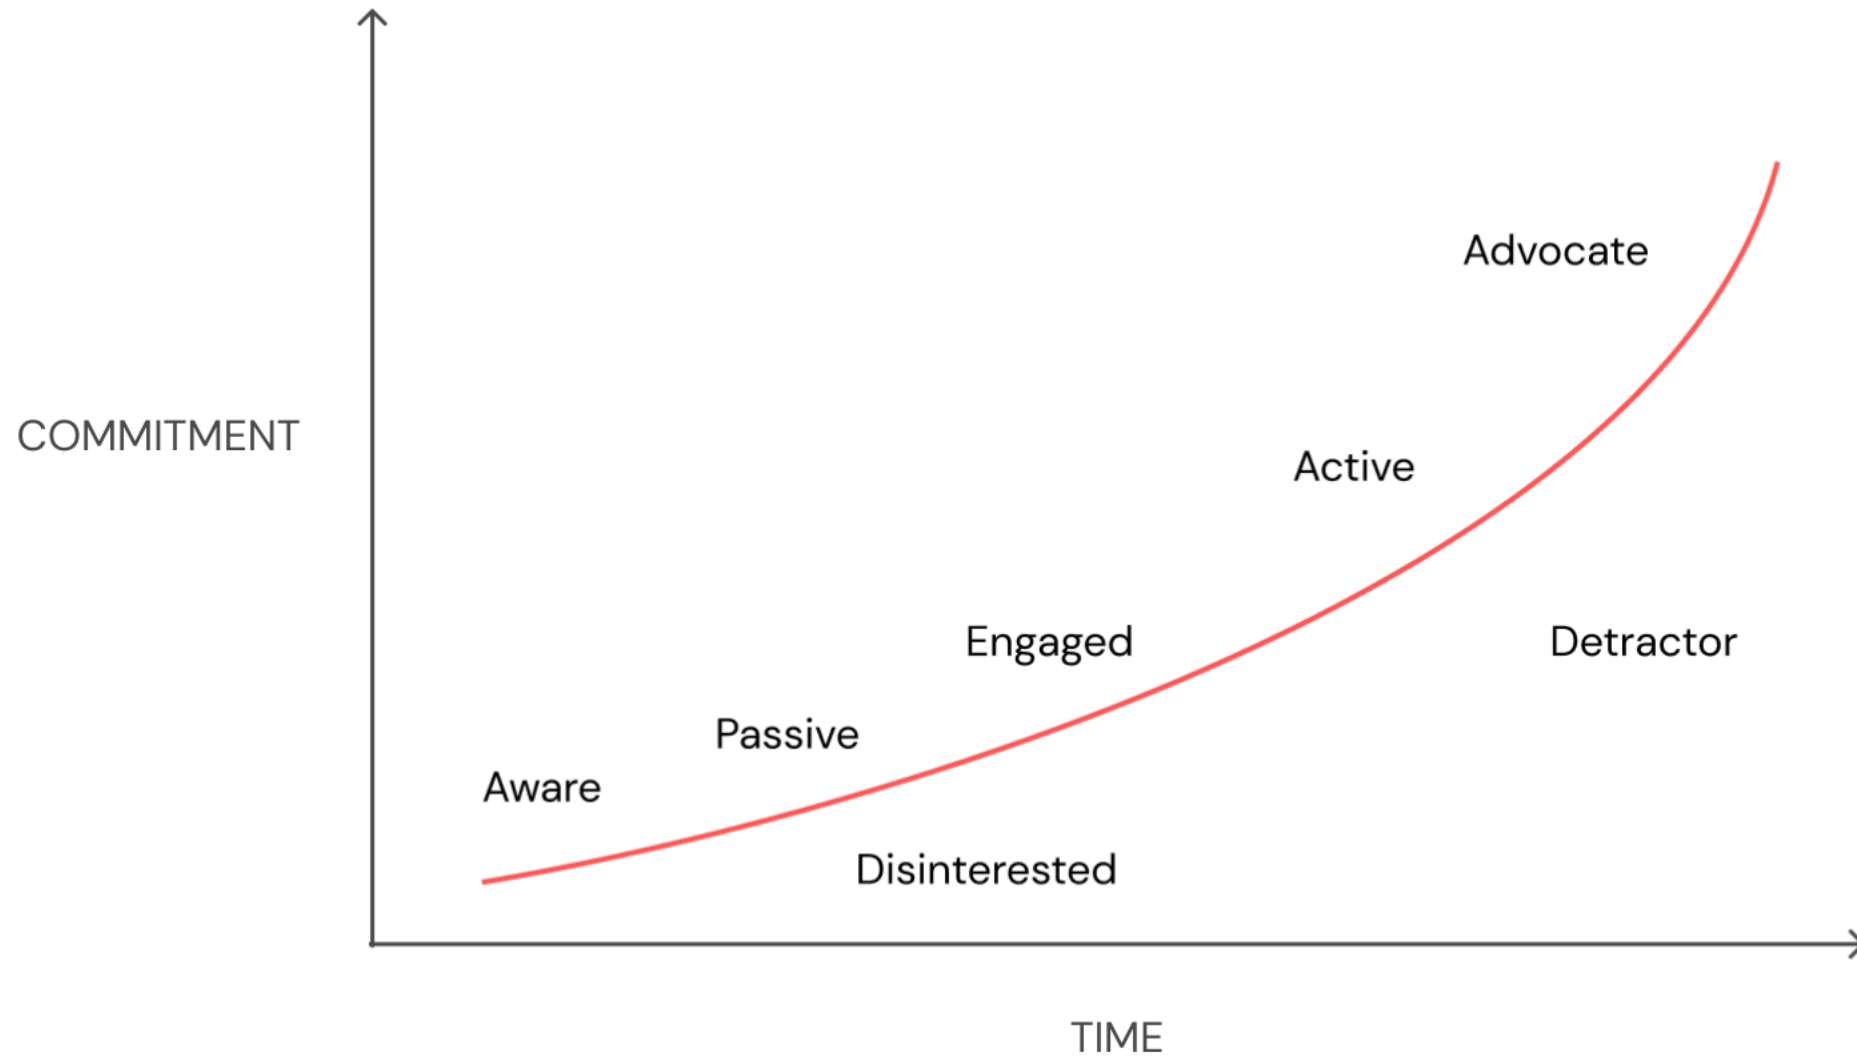 Advocate
COMMITMENT
Active
Engaged
Detractor
Passive
Aware
Disinterested
TIME